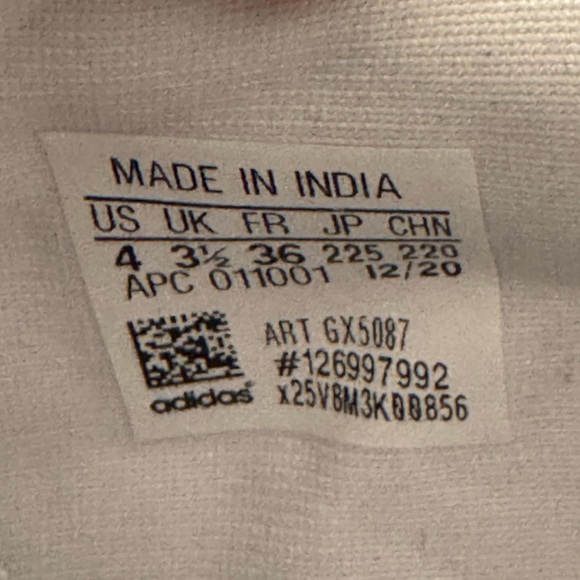 MADE IN INDIA
US UK FR JP CHN
4 3½ 36 225 220
APC 011001 12/20
ART GX5087
#126997992
adidas x25VBM3K00856